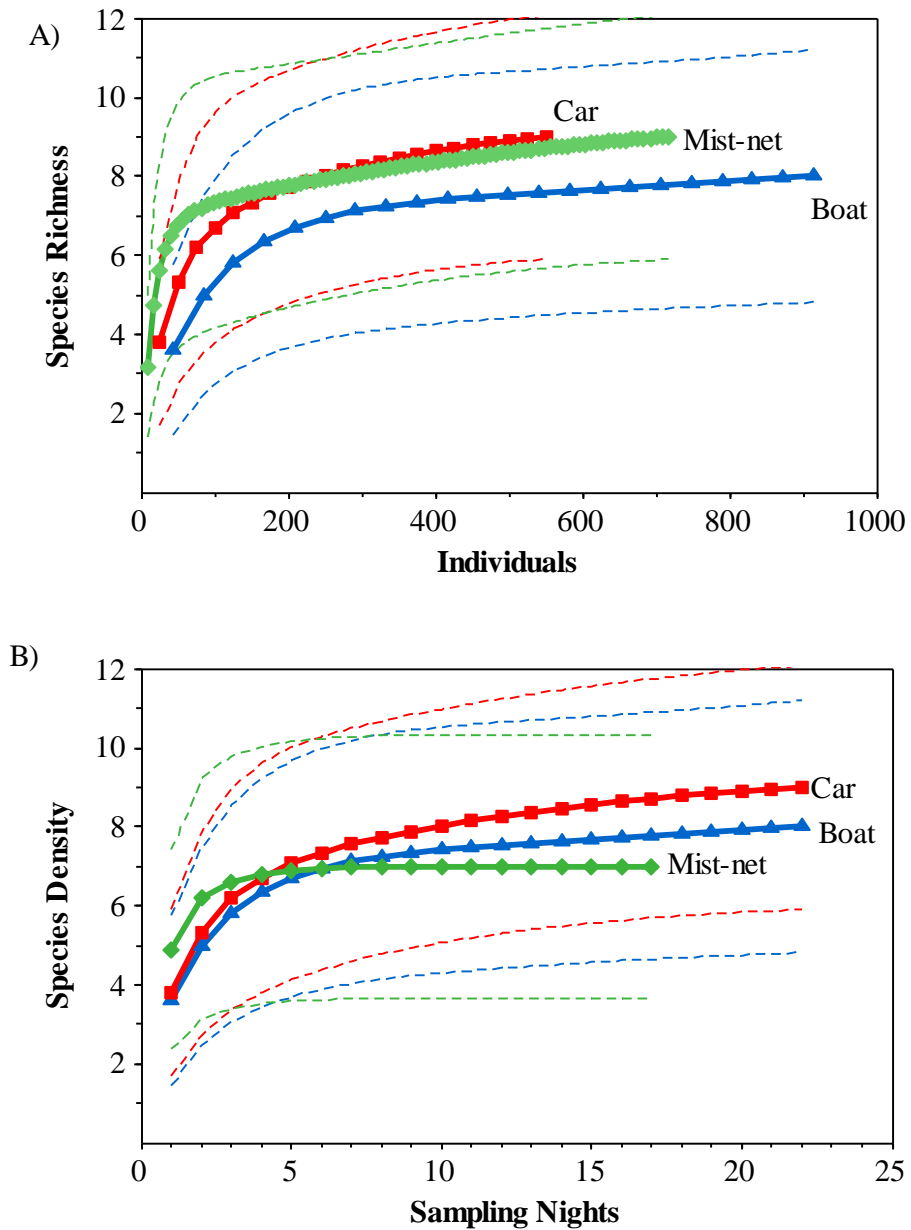 A)
12
10
8
6
4
2
Species Richness
Car
Mist-net
Boat
0 200 400 600 800 1000
Individuals
B)
12
10
8
6
4
2
Species Density
Car
Boat
Mist-net
0 5 10 15 20 25
Sampling Nights